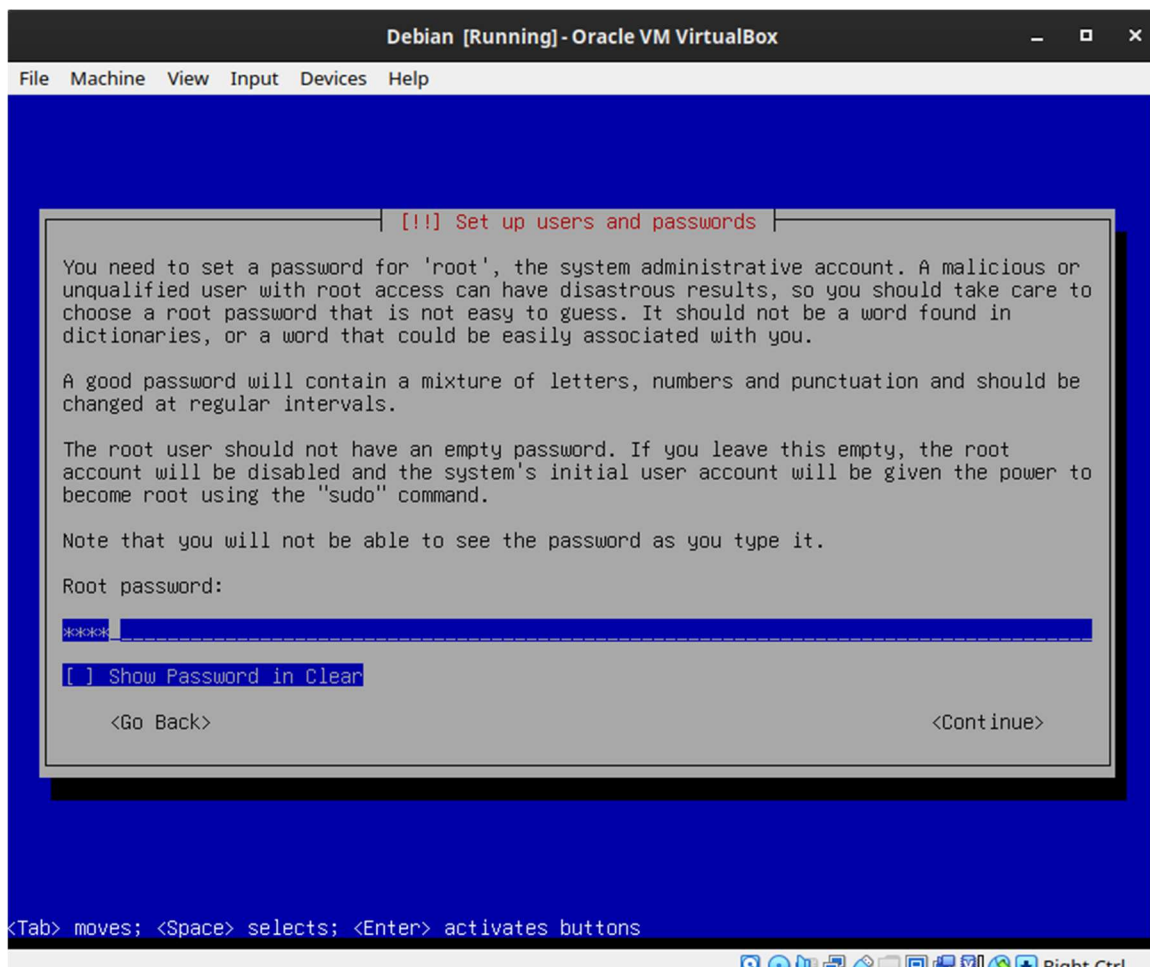 Debian [Running] - Oracle VM VirtualBox
File Machine View Input Devices Help
[!!] Set up users and passwords
You need to set a password for 'root', the system administrative account. A malicious or
unqualified user with root access can have disastrous results, so you should take care to
choose a root password that is not easy to guess. It should not be a word found in
dictionaries, or a word that could be easily associated with you.
A good password will contain a mixture of letters, numbers and punctuation and should be
changed at regular intervals.
The root user should not have an empty password. If you leave this empty, the root
account will be disabled and the system's initial user account will be given the power to
become root using the "sudo" command.
Note that you will not be able to see the password as you type it.
Root password:
****
[ ] Show Password in Clear
<Go Back> <Continue>
<Tab> moves; <Space> selects; <Enter> activates buttons
Right Ctrl